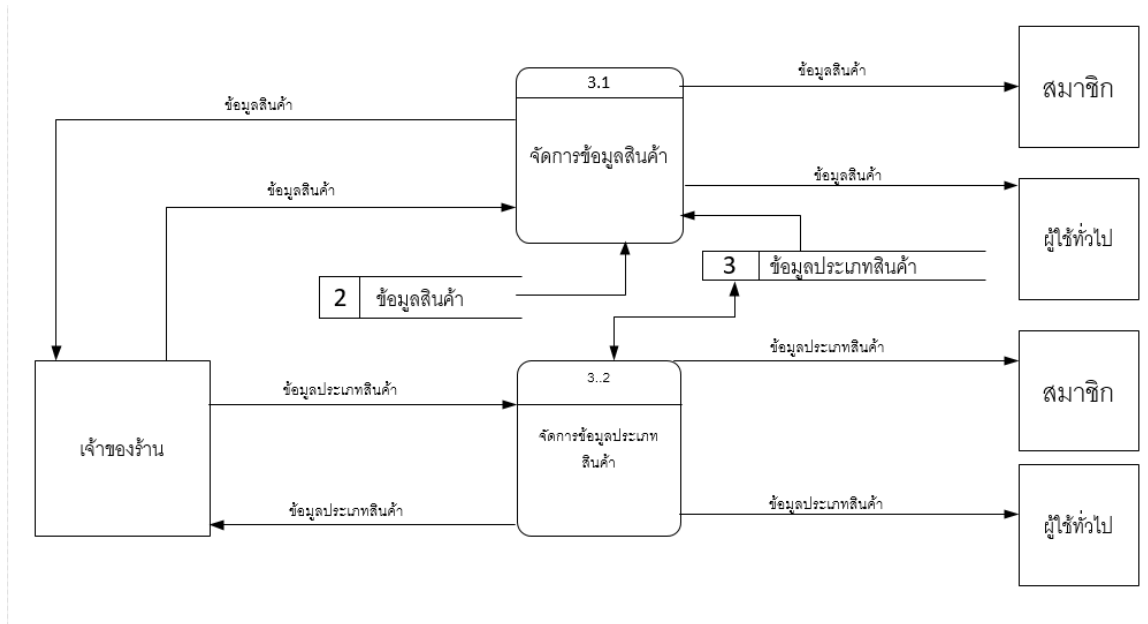 ข้อมูลสินค้า
3.1
จัดการข้อมูลสินค้า
ข้อมูลสินค้า
สมาชิก
ข้อมูลสินค้า
ข้อมูลสินค้า
ผู้ใช้ทั่วไป
2 ข้อมูลสินค้า
3 ข้อมูลประเภทสินค้า
เจ้าของร้าน
ข้อมูลประเภทสินค้า
3..2
จัดการข้อมูลประเภท
สินค้า
ข้อมูลประเภทสินค้า
สมาชิก
ข้อมูลประเภทสินค้า
ข้อมูลประเภทสินค้า
ผู้ใช้ทั่วไป